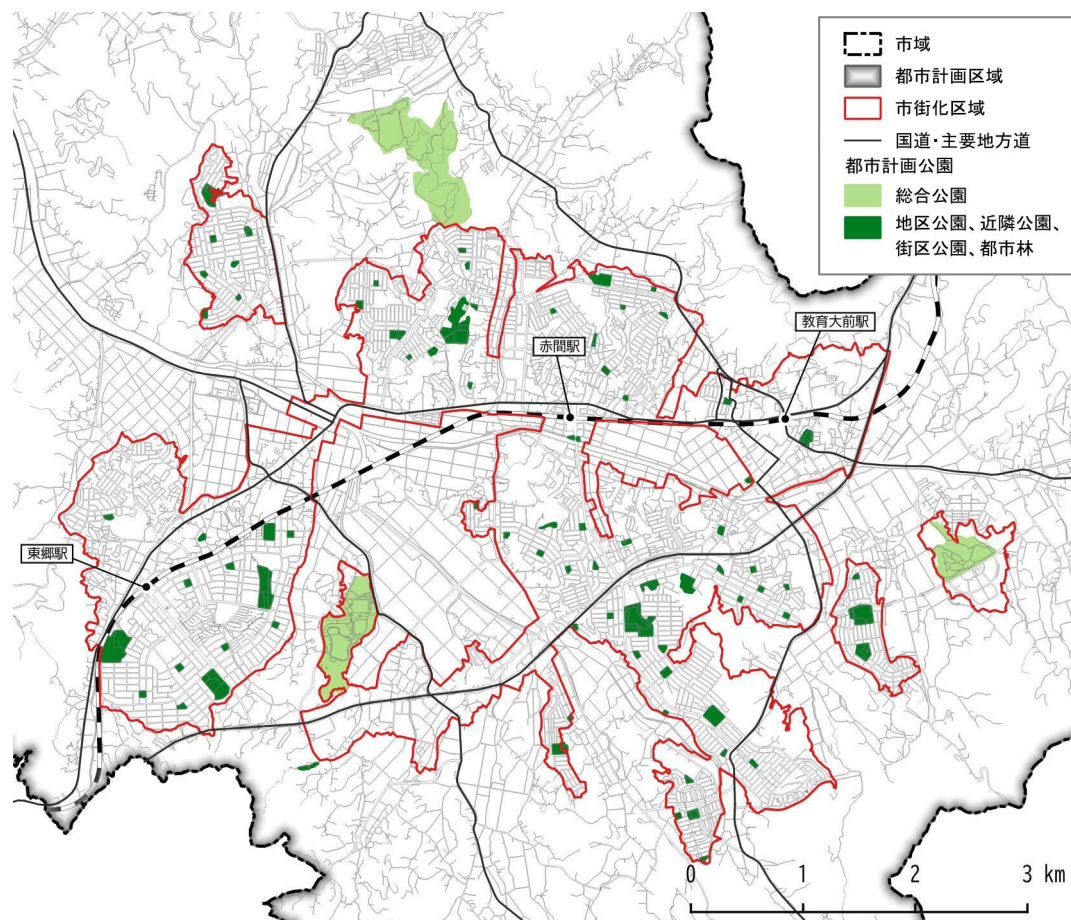 市域
都市計画区域
市街化区域
国道・主要地方道
都市計画公園
総合公園
地区公園、近隣公園、
街区公園、都市林
教育大前駅
赤間駅
東郷駅
0 1 2 3 km